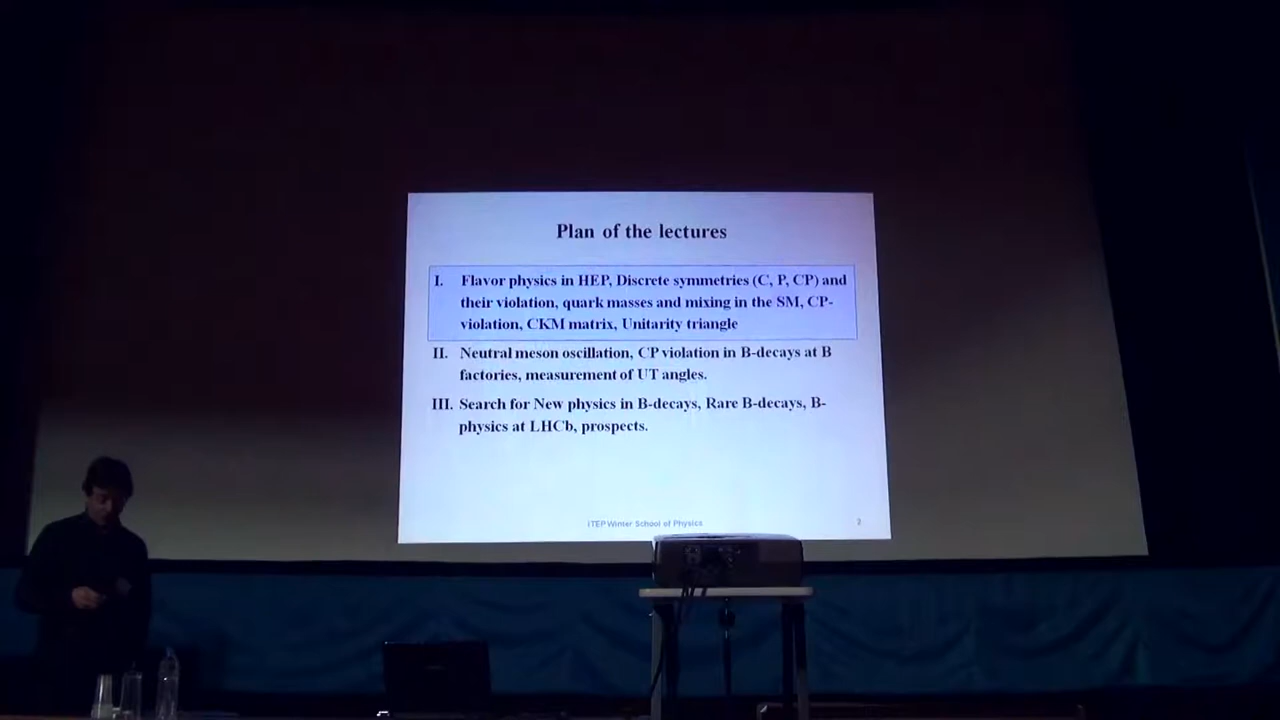 Plan of the lectures
I. Flavor physics in HEP, Discrete symmetries (C, P, CP) and
their violation, quark masses and mixing in the SM, CP-
violation, CKM matrix, Unitarity triangle
II. Neutral meson oscillation, CP violation in B-decays at B
factories, measurement of UT angles.
III. Search for New physics in B-decays, Rare B-decays, B-
physics at LHCb, prospects.
ITEP Winter School of Physics
2